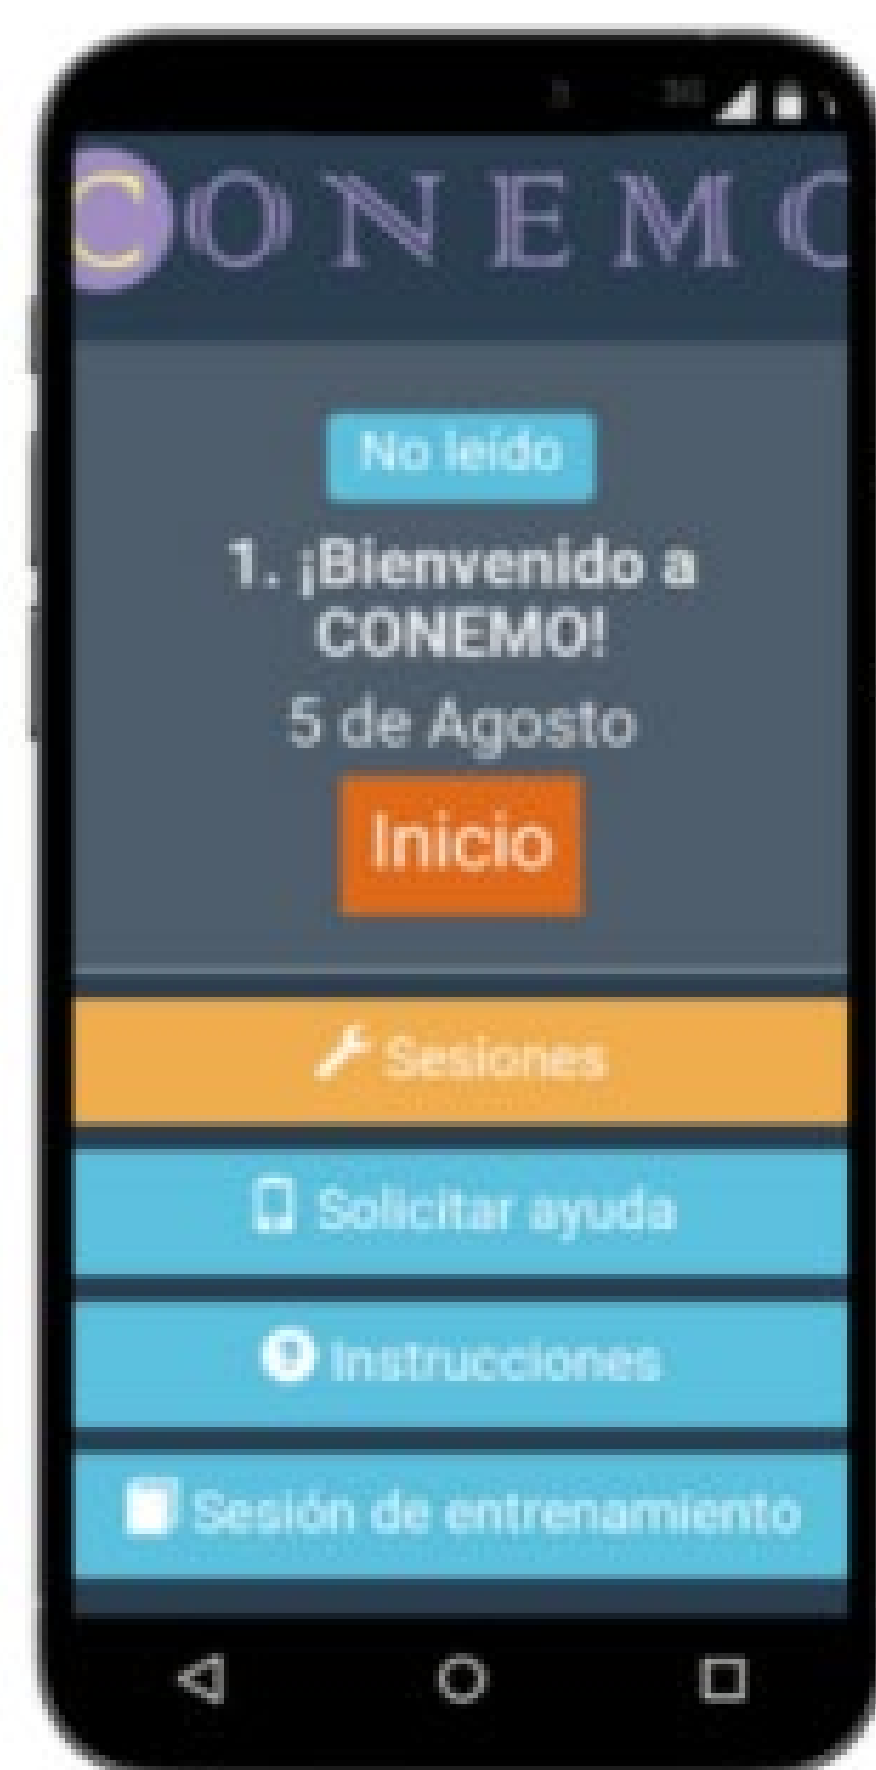 CONEMO
No leído
1. ¡Bienvenido a
CONEMO!
5 de Agosto
Inicio
Sesiones
Solicitar ayuda
Instrucciones
Sesión de entrenamiento